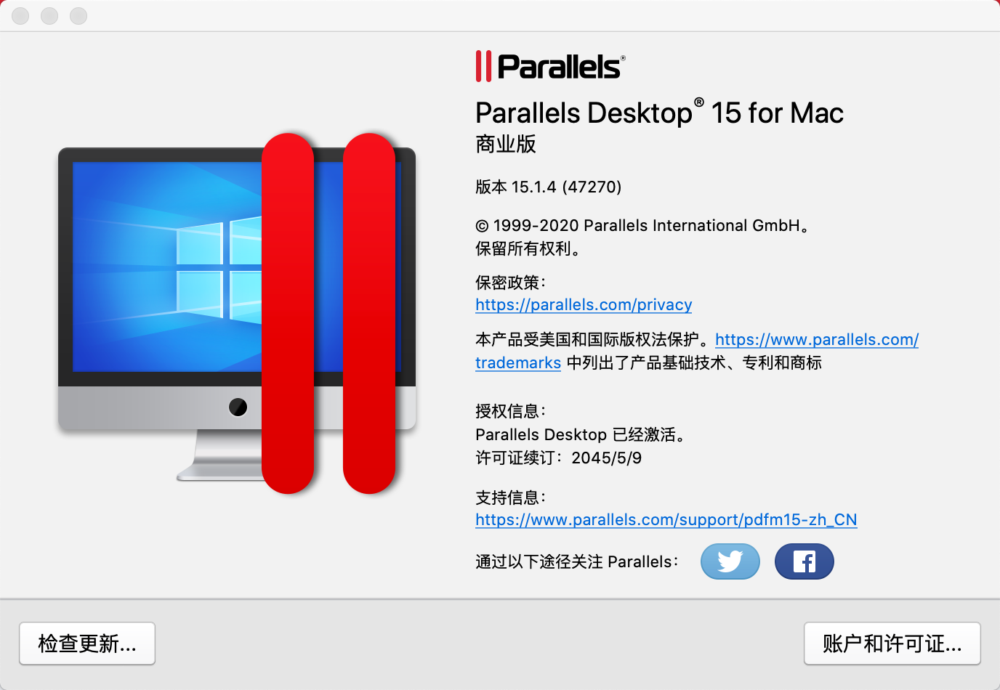 Parallels®
Parallels Desktop® 15 for Mac
商业版
版本 15.1.4 (47270)
© 1999-2020 Parallels International GmbH。
保留所有权利。
保密政策：
https://parallels.com/privacy
本产品受美国和国际版权法保护。https://www.parallels.com/
trademarks 中列出了产品基础技术、专利和商标
授权信息：
Parallels Desktop 已经激活。
许可证续订：2045/5/9
支持信息：
https://www.parallels.com/support/pdfm15-zh_CN
通过以下途径关注 Parallels：
检查更新...
账户和许可证...